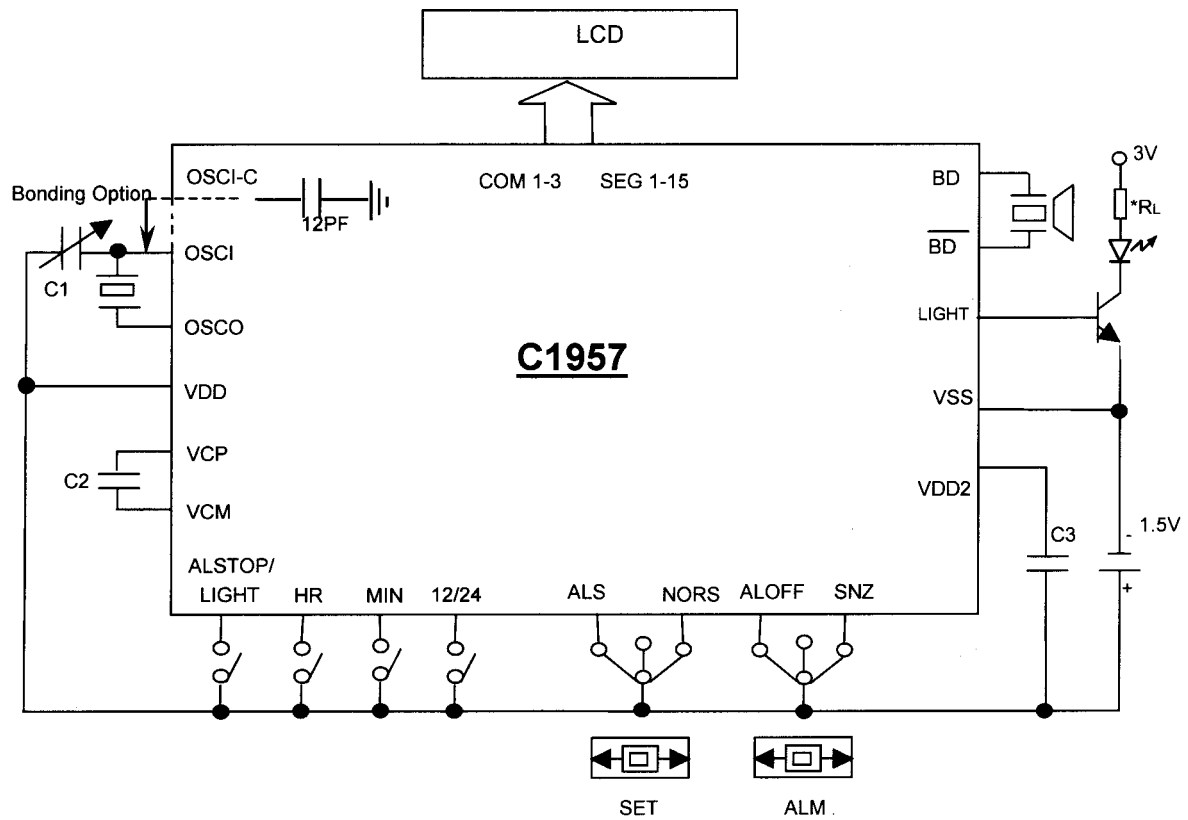 LCD
OSCI-C
COM 1-3
SEG 1-15
BD
3V
Bonding Option
*RL
12PF
OSCI
BD
C1
LIGHT
OSCO
C1957
VDD
VSS
VCP
C2
VDD2
VCM
C3
- 1.5V
+
ALSTOP/
LIGHT
HR
MIN
12/24
ALS
NORS
ALOFF
SNZ
SET
ALM